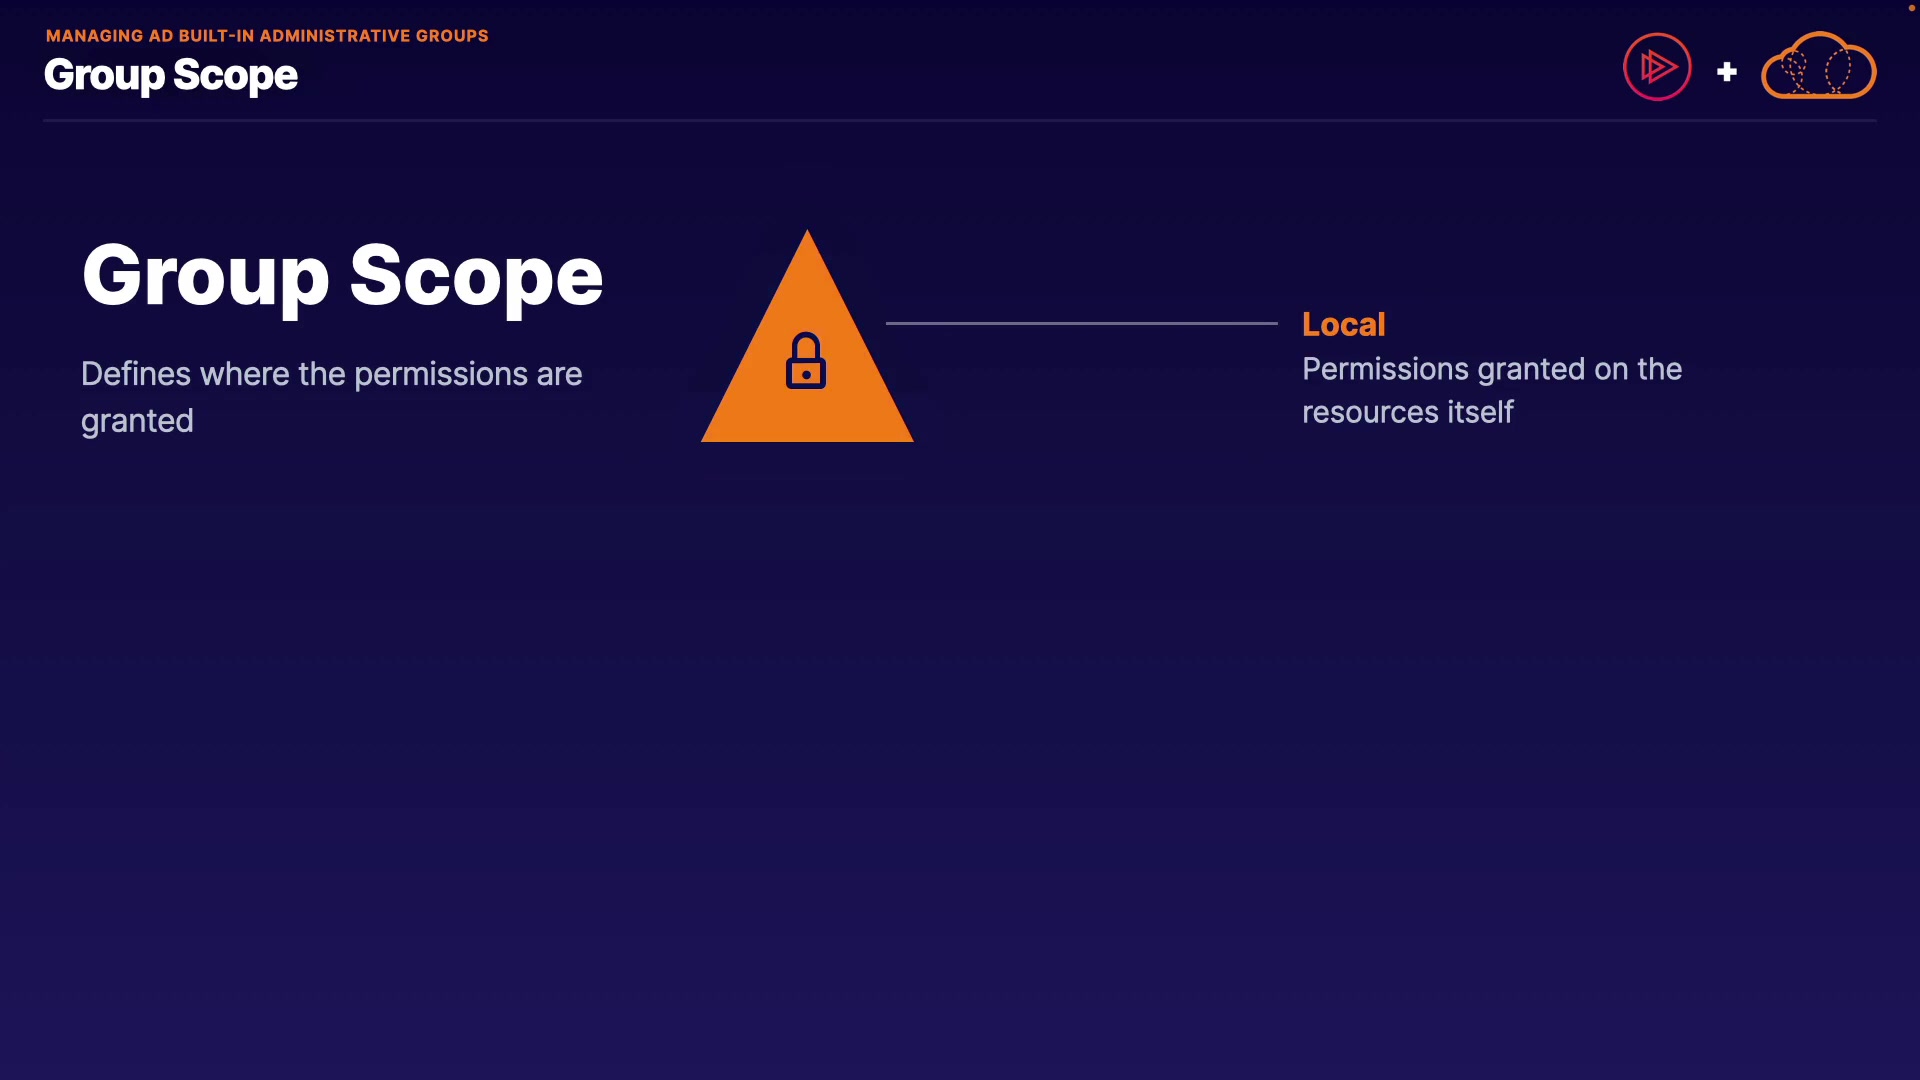 MANAGING AD BUILT-IN ADMINISTRATIVE GROUPS
Group Scope
Group Scope
Defines where the permissions are
granted
Local
Permissions granted on the
resources itself